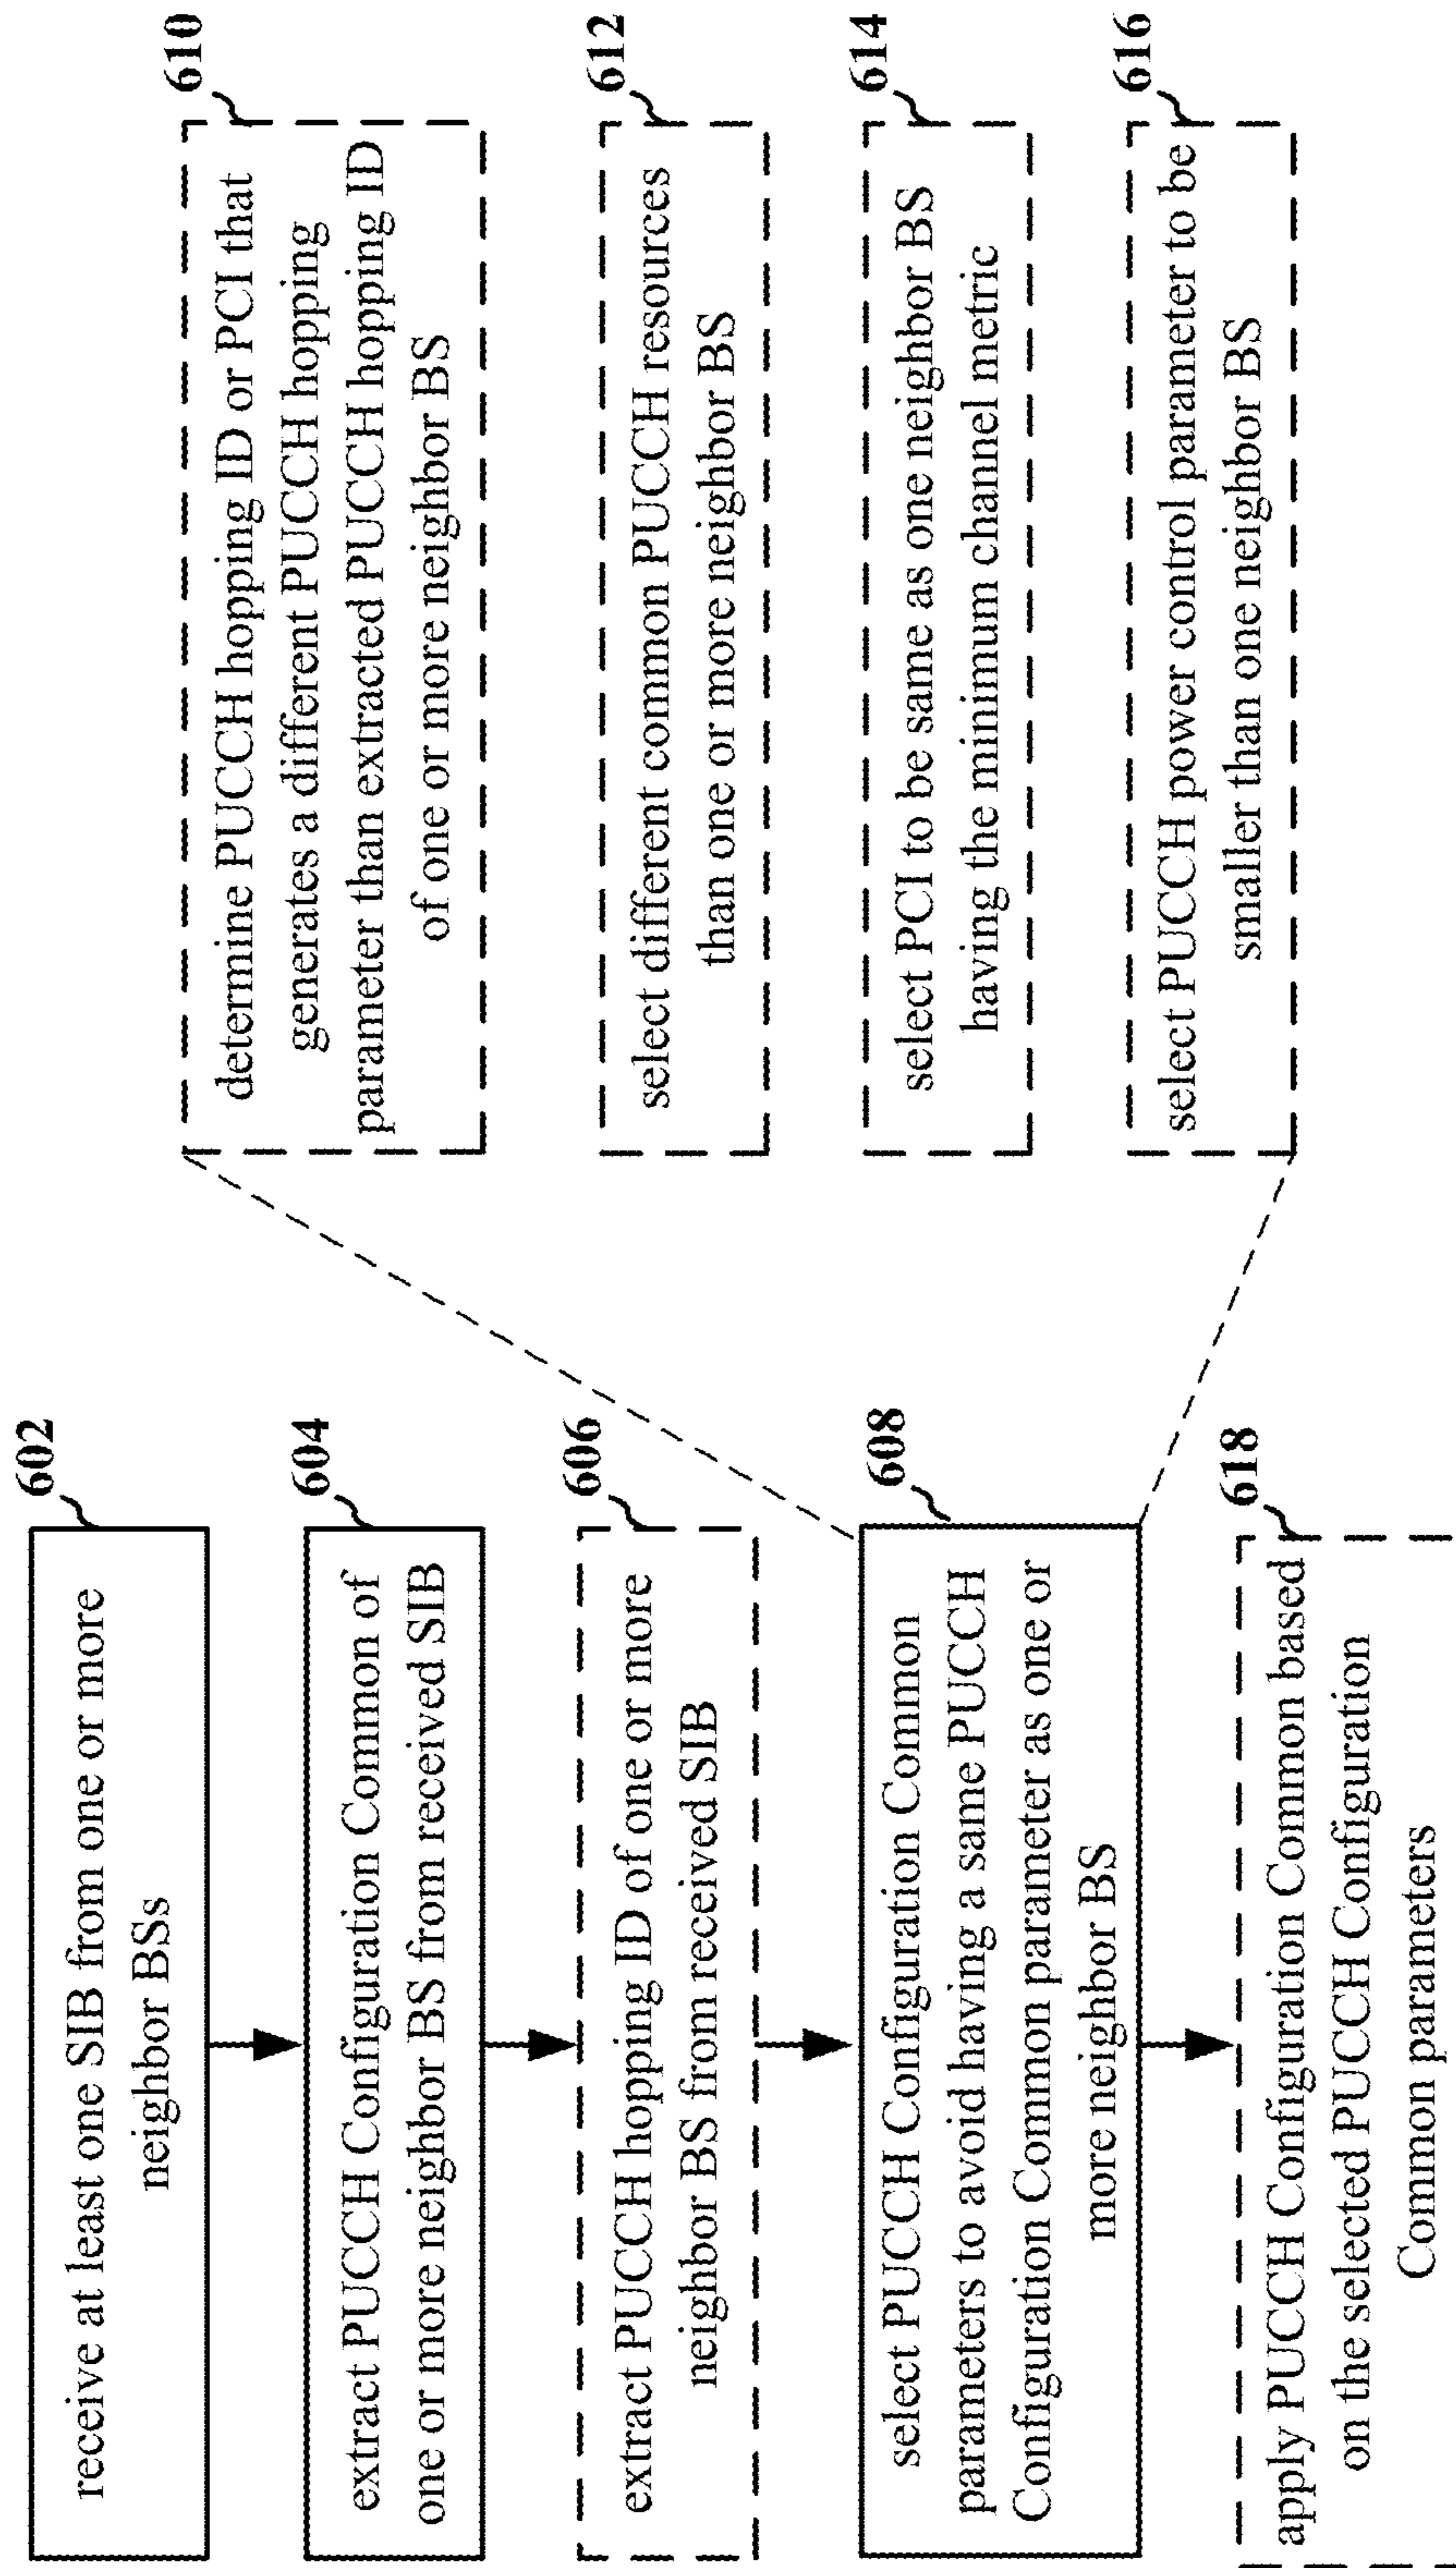 602
receive at least one SIB from one or more
neighbor BSs
604
extract PUCCH Configuration Common of
one or more neighbor BS from received SIB
606
extract PUCCH hopping ID of one or more
neighbor BS from received SIB
608
select PUCCH Configuration Common
parameters to avoid having a same PUCCH
Configuration Common parameter as one or
more neighbor BS
610
determine PUCCH hopping ID or PCI that
generates a different PUCCH hopping
parameter than extracted PUCCH hopping ID
of one or more neighbor BS
612
select different common PUCCH resources
than one or more neighbor BS
614
select PCI to be same as one neighbor BS
having the minimum channel metric
616
select PUCCH power control parameter to be
smaller than one neighbor BS
618
apply PUCCH Configuration Common based
on the selected PUCCH Configuration
Common parameters